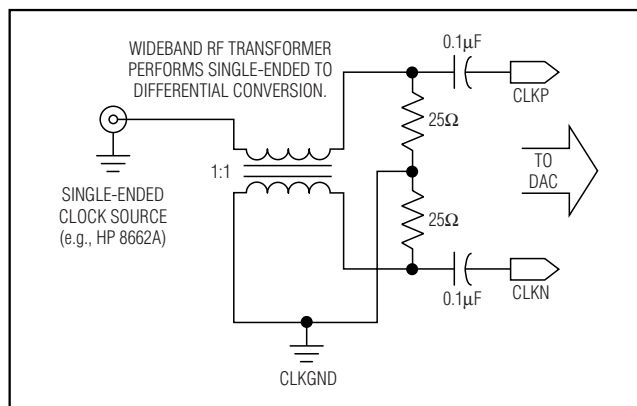 WIDEBAND RF TRANSFORMER
PERFORMS SINGLE-ENDED TO
DIFFERENTIAL CONVERSION.
0.1µF
CLKP
25Ω
1:1
TO
DAC
SINGLE-ENDED
CLOCK SOURCE
(e.g., HP 8662A)
25Ω
0.1µF
CLKN
CLKGND